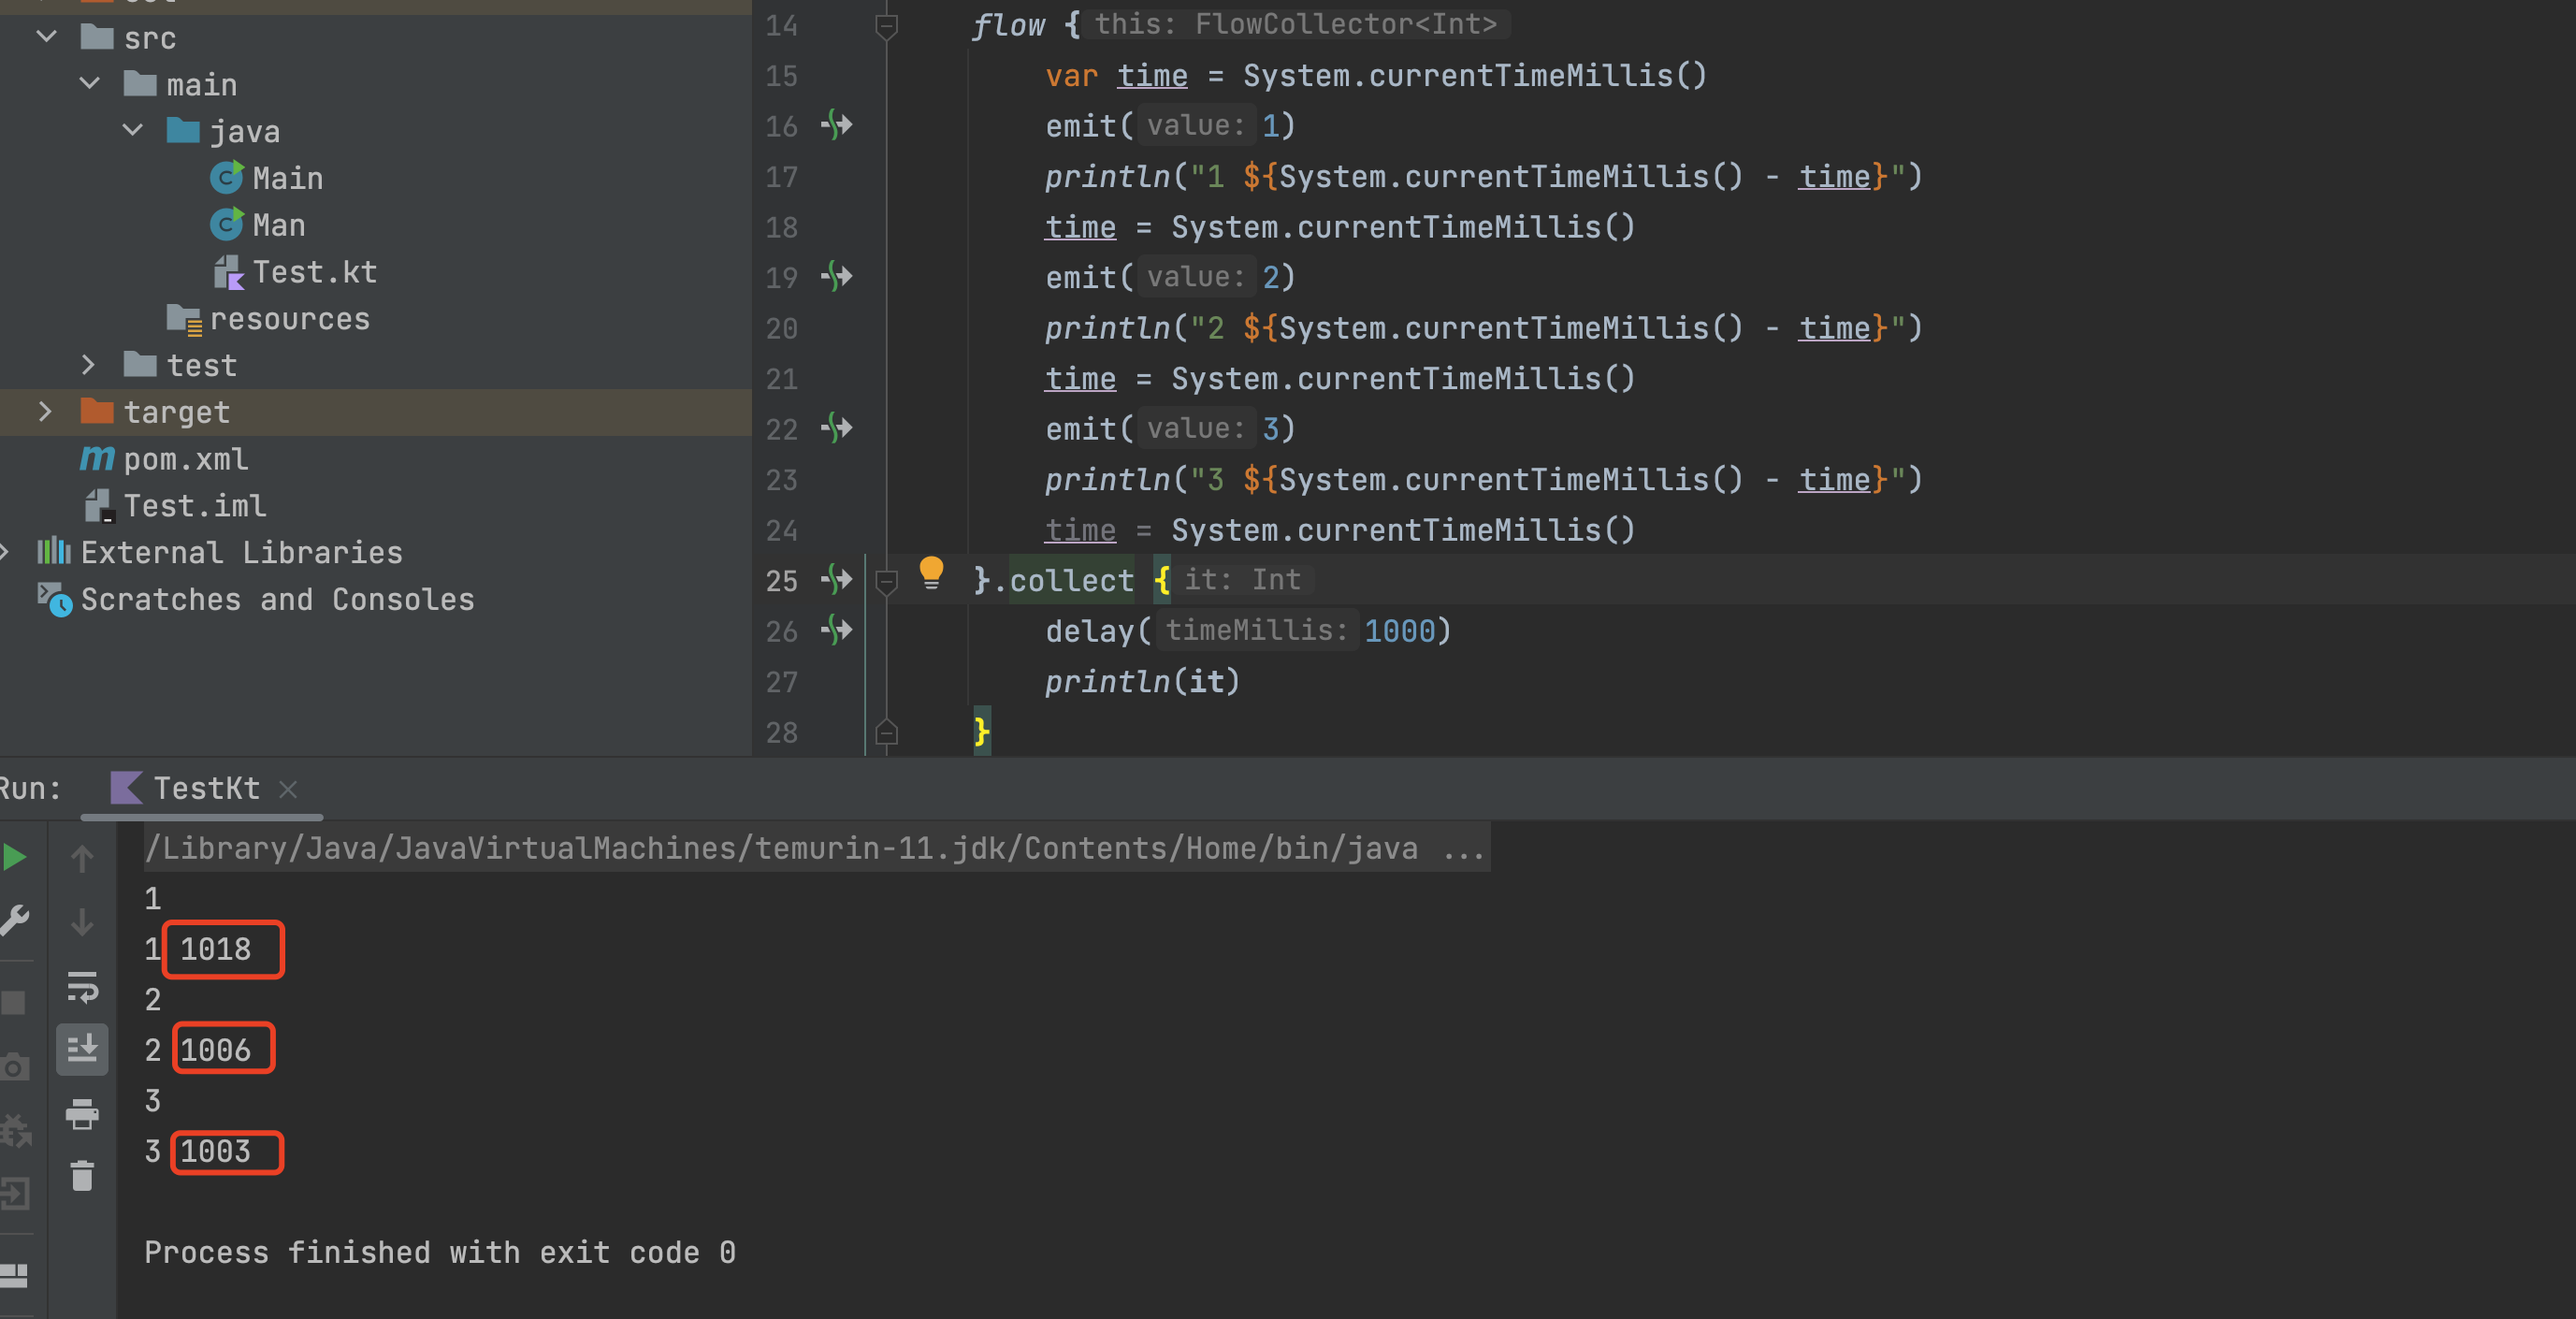 src
main
java
Main
Man
Test.kt
resources
test
target
pom.xml
Test.iml
External Libraries
Scratches and Consoles
14 flow { this: FlowCollector<Int>
15 var time = System.currentTimeMillis()
16 emit( value: 1)
17 println("1 ${System.currentTimeMillis() - time}")
18 time = System.currentTimeMillis()
19 emit( value: 2)
20 println("2 ${System.currentTimeMillis() - time}")
21 time = System.currentTimeMillis()
22 emit( value: 3)
23 println("3 ${System.currentTimeMillis() - time}")
24 time = System.currentTimeMillis()
25 }.collect { it: Int
26 delay( timeMillis: 1000)
27 println(it)
28 }
Run: TestKt
/Library/Java/JavaVirtualMachines/temurin-11.jdk/Contents/Home/bin/java ...
1
1 1018
2
2 1006
3
3 1003
Process finished with exit code 0